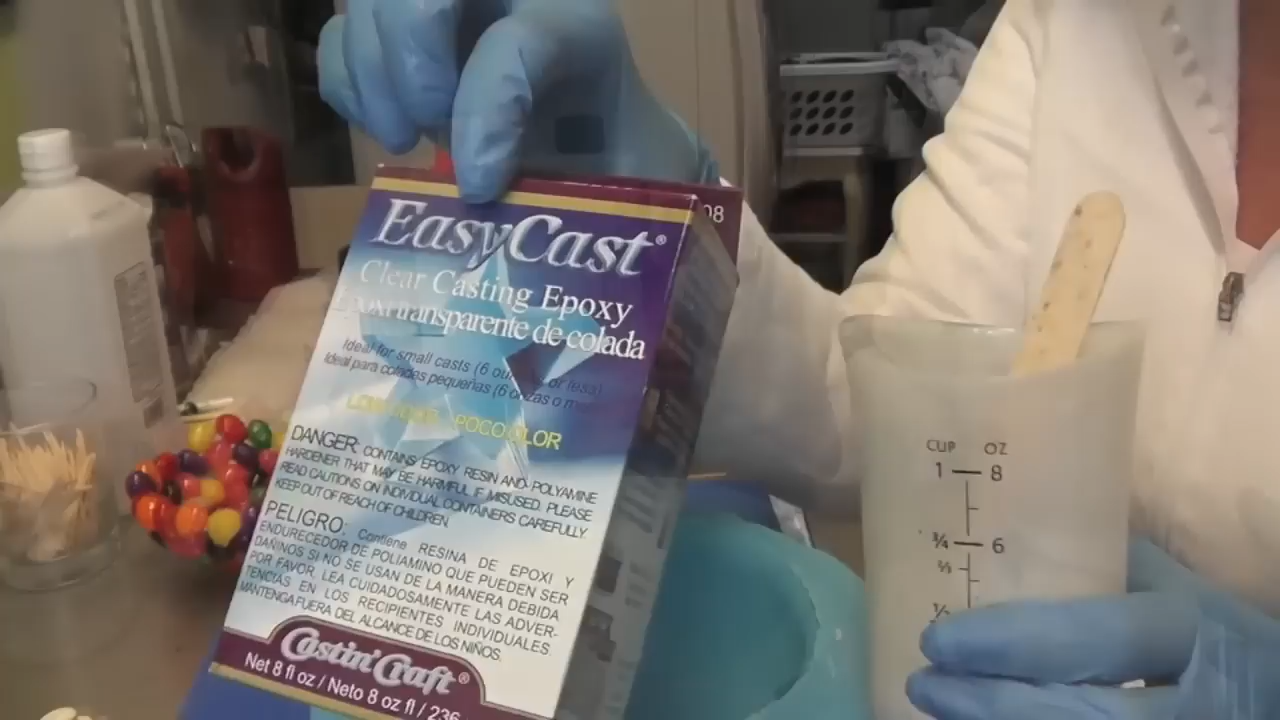 EasyCast®
Clear Casting Epoxy
Epoxi transparente de colada
Ideal for small casts (6 or less)
Ideal para coladas pequeñas (6 onzas o
POCO OLOR
DANGER: CONTAINS EPOXY RESIN AND POLYAMINE
HARDENER THAT MAY BE HARMFUL IF MISUSED. PLEASE
READ CAUTIONS ON INDIVIDUAL CONTAINERS CAREFULLY.
KEEP OUT OF REACH OF CHILDREN.
PELIGRO: Contiene RESINA DE EPOXI Y
ENDURECEDOR DE POLIAMINO QUE PUEDEN SER
DAÑINOS SI NO SE USAN DE LA MANERA DEBIDA
POR FAVOR, LEA CUIDADOSAMENTE LAS ADVER-
TENCIAS EN LOS RECIPIENTES INDIVIDUALES
MANTENGA FUERA DEL ALCANCE DE LOS NIÑOS.
Castin' Craft®
Net 8 fl oz / Neto 8 oz fl / 236
08
CUP OZ
1 8
¾ 6
⅔
½